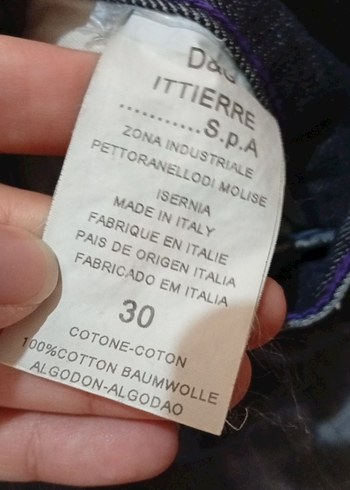 D&G
ITTIERRE
...........S.p.A
ZONA INDUSTRIALE
PETTORANELLODI MOLISE
ISERNIA
MADE IN ITALY
FABRIQUE EN ITALIE
PAIS DE ORIGEN ITALIA
FABRICADO EM ITALIA
30
COTONE-COTON
100%COTTON BAUMWOLLE
ALGODON-ALGODAO